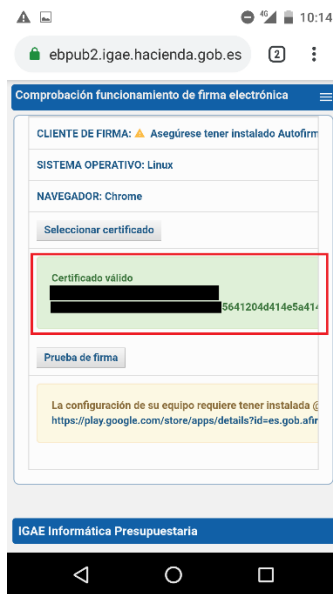 4G 10:14
ebpub2.igae.hacienda.gob.es 2
Comprobación funcionamiento de firma electrónica
CLIENTE DE FIRMA: Asegúrese tener instalado Autofirm
SISTEMA OPERATIVO: Linux
NAVEGADOR: Chrome
Seleccionar certificado
Certificado válido
5641204d414e5a414
Prueba de firma
La configuración de su equipo requiere tener instalada @
https://play.google.com/store/apps/details?id=es.gob.afir
IGAE Informática Presupuestaria